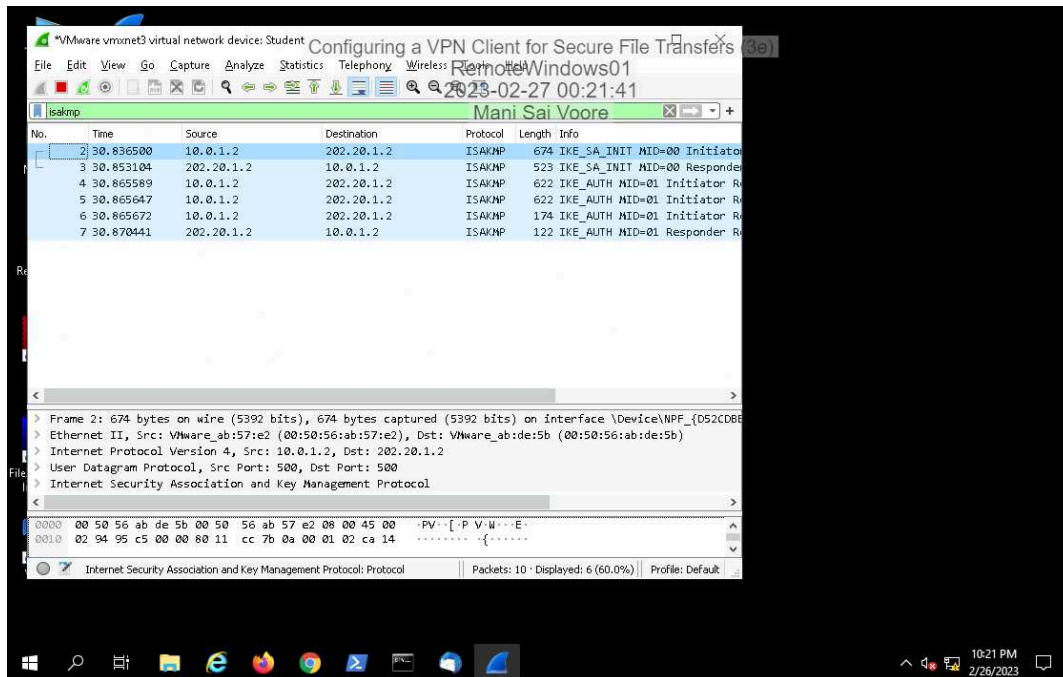 *VMware vmxnet3 virtual network device: Student
Configuring a VPN Client for Secure File Transfers (3e)
RemoteWindows01
2023-02-27 00:21:41
Mani Sai Voore
File Edit View Go Capture Analyze Statistics Telephony Wireless Tools Help
isakmp
No. Time Source Destination Protocol Length Info
2 30.836500 10.0.1.2 202.20.1.2 ISAKMP 674 IKE_SA_INIT MID=00 Initiato
3 30.853104 202.20.1.2 10.0.1.2 ISAKMP 523 IKE_SA_INIT MID=00 Responde
4 30.865589 10.0.1.2 202.20.1.2 ISAKMP 622 IKE_AUTH MID=01 Initiator R
5 30.865647 10.0.1.2 202.20.1.2 ISAKMP 622 IKE_AUTH MID=01 Initiator R
6 30.865672 10.0.1.2 202.20.1.2 ISAKMP 174 IKE_AUTH MID=01 Initiator R
7 30.870441 202.20.1.2 10.0.1.2 ISAKMP 122 IKE_AUTH MID=01 Responder R
Re
Frame 2: 674 bytes on wire (5392 bits), 674 bytes captured (5392 bits) on interface \Device\NPF_{D52CDBE
Ethernet II, Src: VMware_ab:57:e2 (00:50:56:ab:57:e2), Dst: VMware_ab:de:5b (00:50:56:ab:de:5b)
Internet Protocol Version 4, Src: 10.0.1.2, Dst: 202.20.1.2
User Datagram Protocol, Src Port: 500, Dst Port: 500
File
Internet Security Association and Key Management Protocol
0000 00 50 56 ab de 5b 00 50 56 ab 57 e2 08 00 45 00 ·PV··[·P V·W···E·
0010 02 94 95 c5 00 00 80 11 cc 7b 0a 00 01 02 ca 14 ········ ·{······
Internet Security Association and Key Management Protocol: Protocol
Packets: 10 · Displayed: 6 (60.0%)
Profile: Default
10:21 PM
2/26/2023